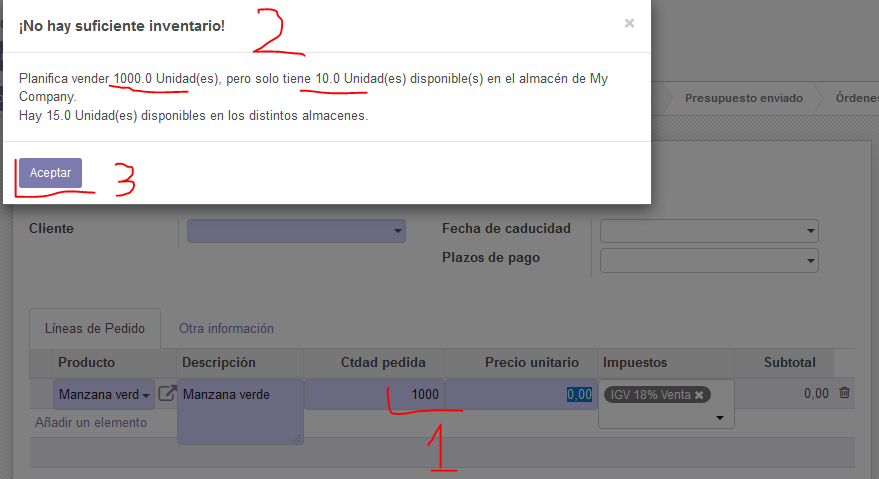 ¡No hay suficiente inventario!
×
2
Planifica vender 1000.0 Unidad(es), pero solo tiene 10.0 Unidad(es) disponible(s) en el almacén de My
Company.
Hay 15.0 Unidad(es) disponibles en los distintos almacenes.
Presupuesto enviado
Aceptar
3
Cliente
Fecha de caducidad
Plazos de pago
Líneas de Pedido
Otra información
Producto Descripción Ctdad pedida Precio unitario Impuestos Subtotal
Manzana verd Manzana verde 1000 0,00 IGV 18% Venta × 0,00
Añadir un elemento
1